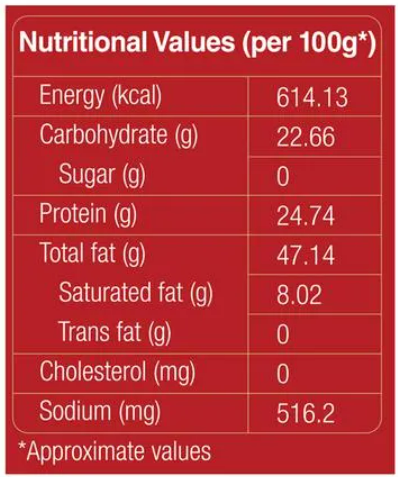 Nutritional Values (per 100g*)
Energy (kcal) 614.13
Carbohydrate (g) 22.66
Sugar (g) 0
Protein (g) 24.74
Total fat (g) 47.14
Saturated fat (g) 8.02
Trans fat (g) 0
Cholesterol (mg) 0
Sodium (mg) 516.2
*Approximate values